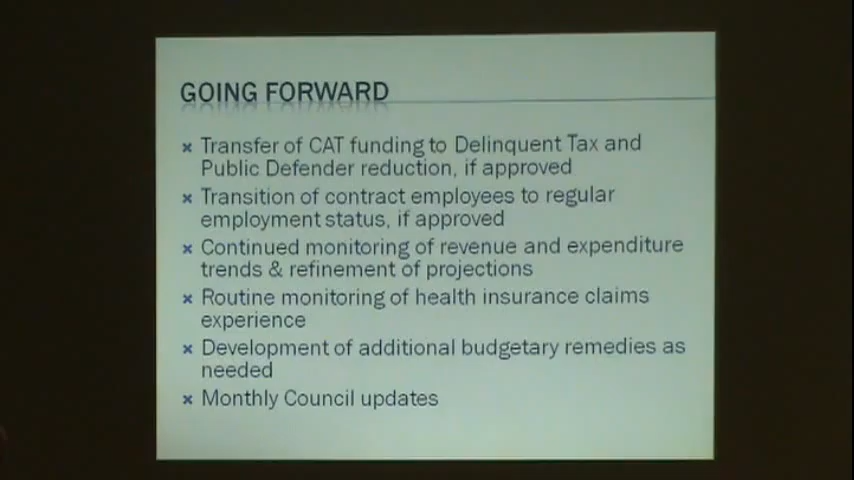 GOING FORWARD
Transfer of CAT funding to Delinquent Tax and
Public Defender reduction, if approved
Transition of contract employees to regular
employment status, if approved
Continued monitoring of revenue and expenditure
trends & refinement of projections
Routine monitoring of health insurance claims
experience
Development of additional budgetary remedies as
needed
Monthly Council updates